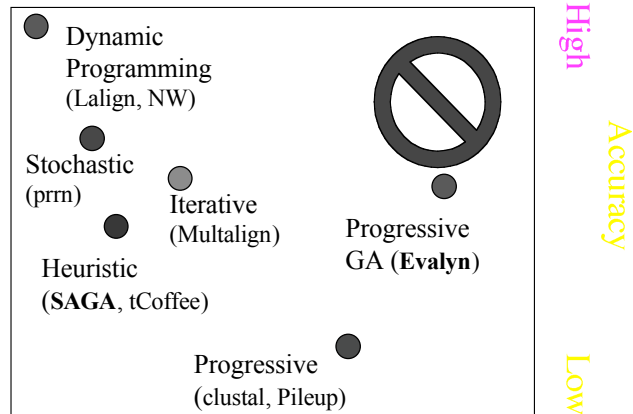 Dynamic
Programming
(Lalign, NW)
Stochastic
(prrn)
Iterative
(Multalign)
Heuristic
(SAGA, tCoffee)
Progressive
GA (Evalyn)
Progressive
(clustal, Pileup)
High
Accuracy
Low